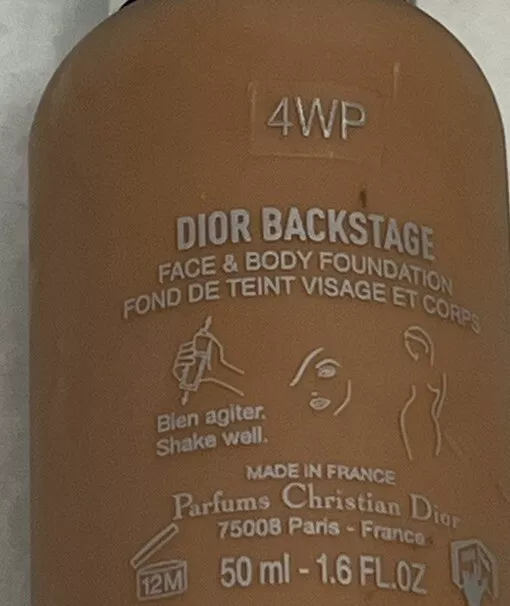 4WP
DIOR BACKSTAGE
FACE & BODY FOUNDATION
FOND DE TEINT VISAGE ET CORPS
Bien agiter.
Shake well.
MADE IN FRANCE
Parfums Christian Dior
75008 Paris - France
12M
50 ml - 1.6 FL.OZ